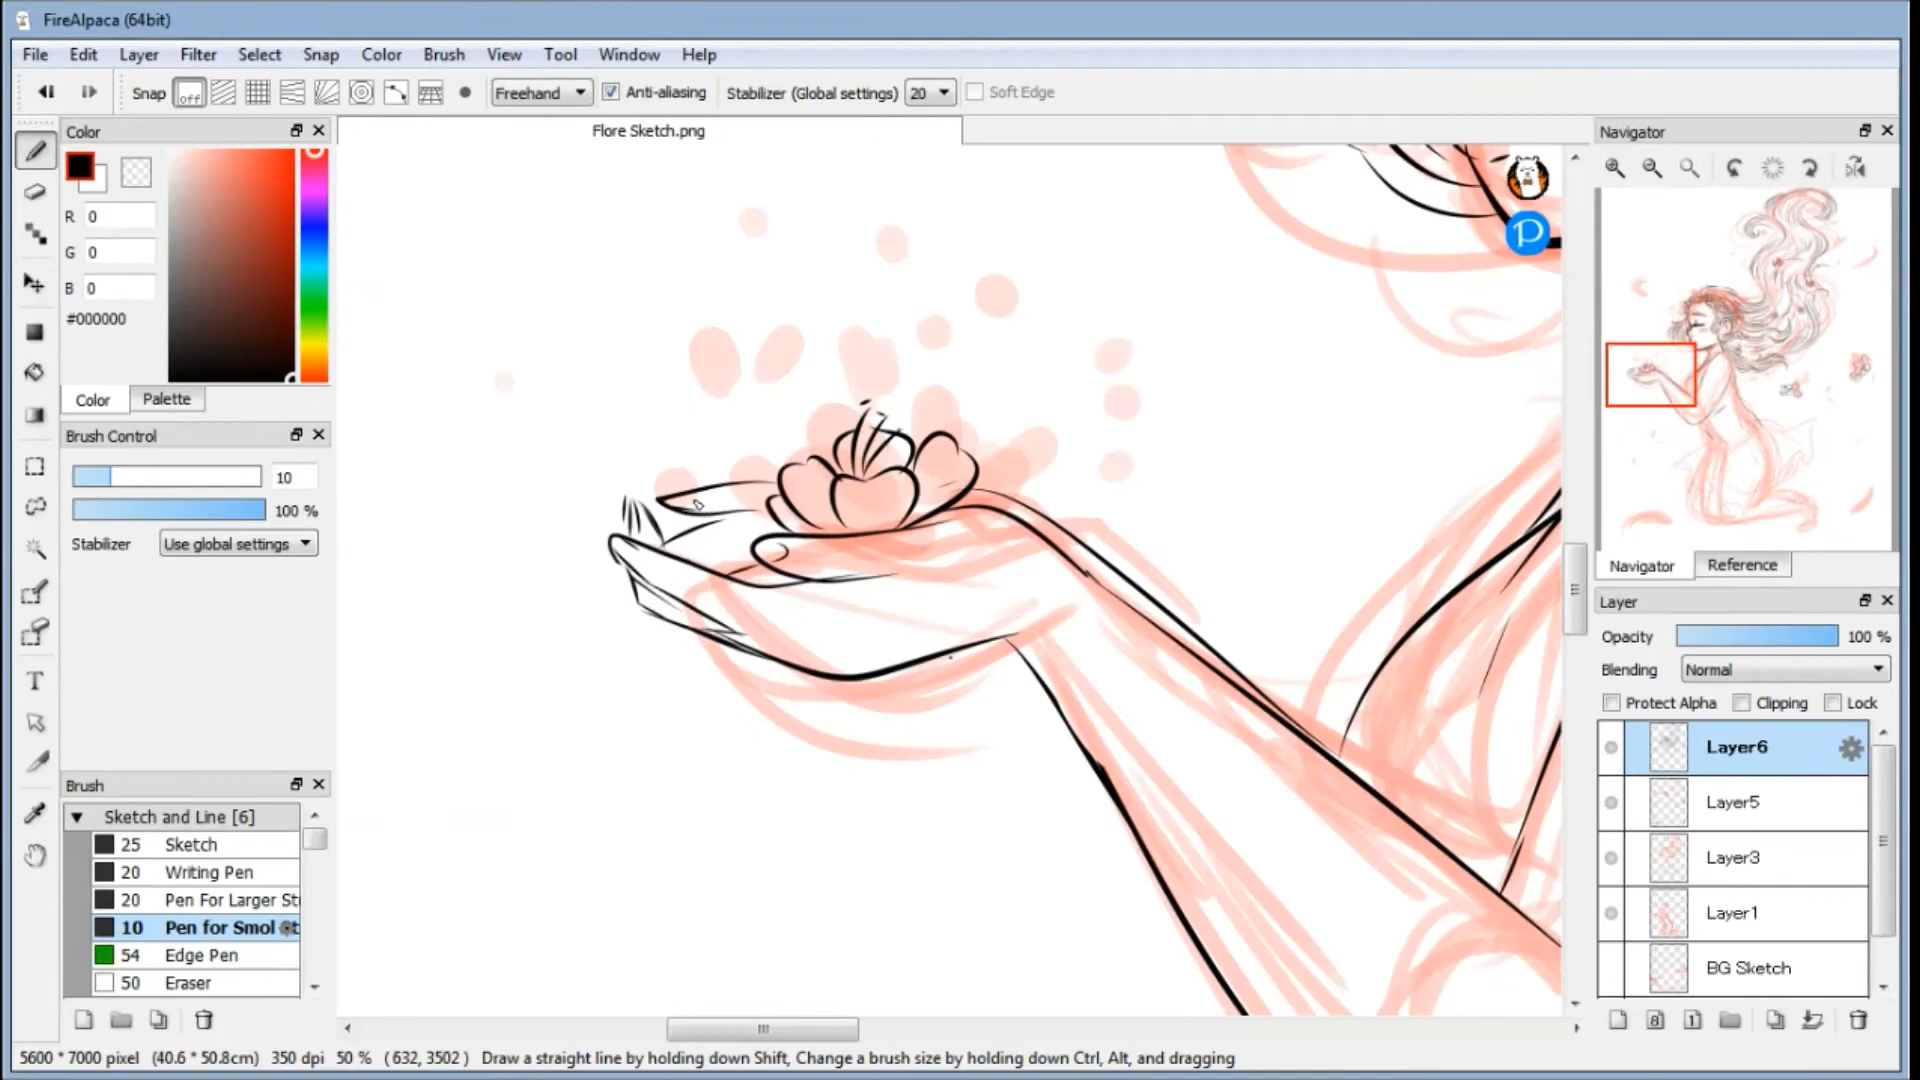 FireAlpaca (64bit)
File Edit Layer Filter Select Snap Color Brush View Tool Window Help
Snap off Freehand Anti-aliasing Stabilizer (Global settings) 20 Soft Edge
Color
R 0
G 0
B 0
#000000
Color Palette
Brush Control
10
100 %
Stabilizer Use global settings
Brush
Sketch and Line [6]
25 Sketch
20 Writing Pen
20 Pen For Larger St
10 Pen for Smol
54 Edge Pen
50 Eraser
Flore Sketch.png
P
Navigator
Navigator Reference
Layer
Opacity 100 %
Blending Normal
Protect Alpha Clipping Lock
Layer6
Layer5
Layer3
Layer1
BG Sketch
8 1
5600 * 7000 pixel (40.6 * 50.8cm) 350 dpi 50 % ( 632, 3502 ) Draw a straight line by holding down Shift, Change a brush size by holding down Ctrl, Alt, and dragging